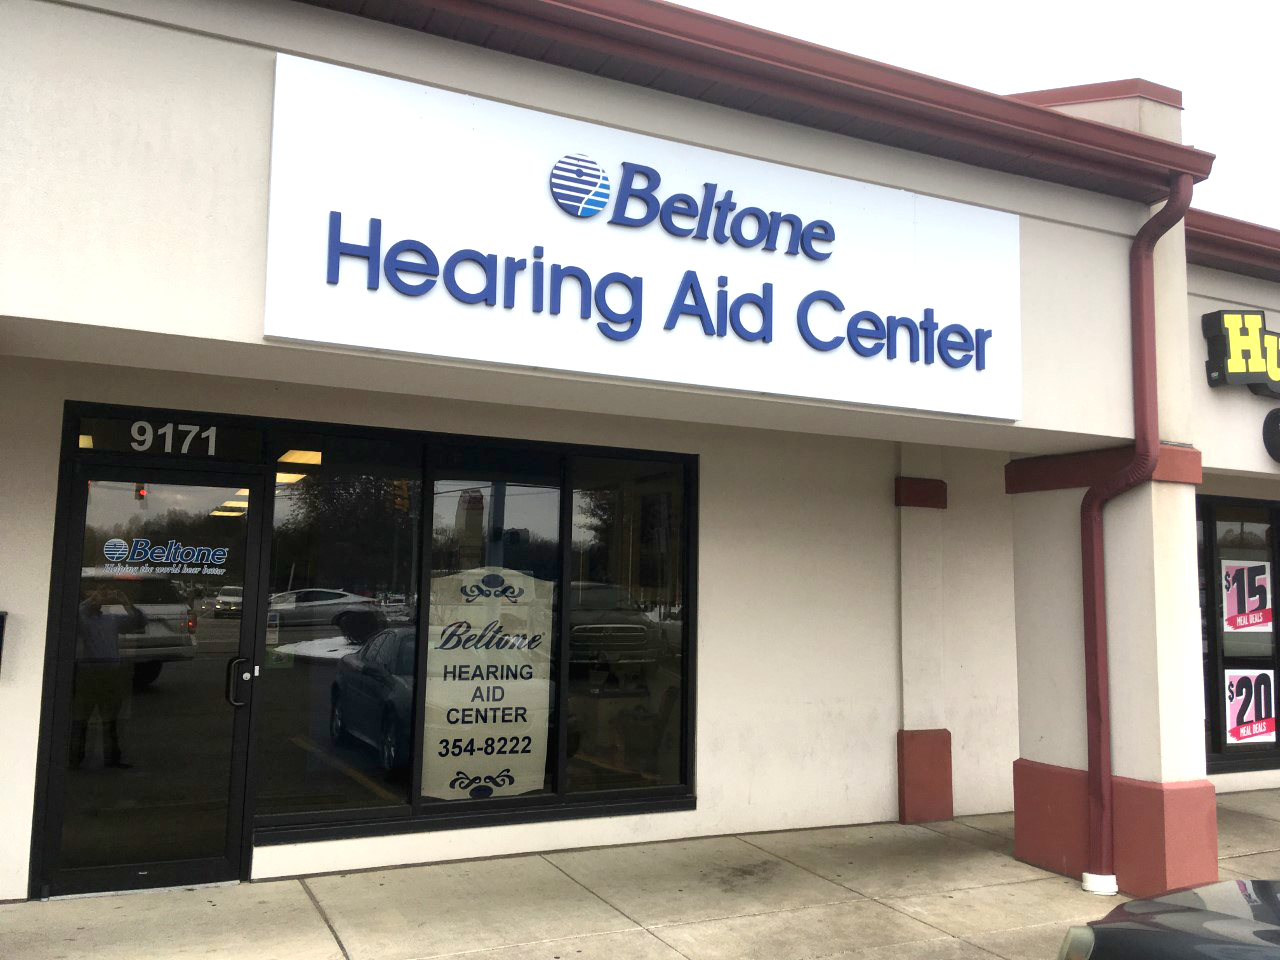 Beltone
Hearing Aid Center
9171
Beltone
Helping the world hear better
Beltone
HEARING
AID
CENTER
354-8222
$15
MEAL DEALS
$20
MEAL DEALS